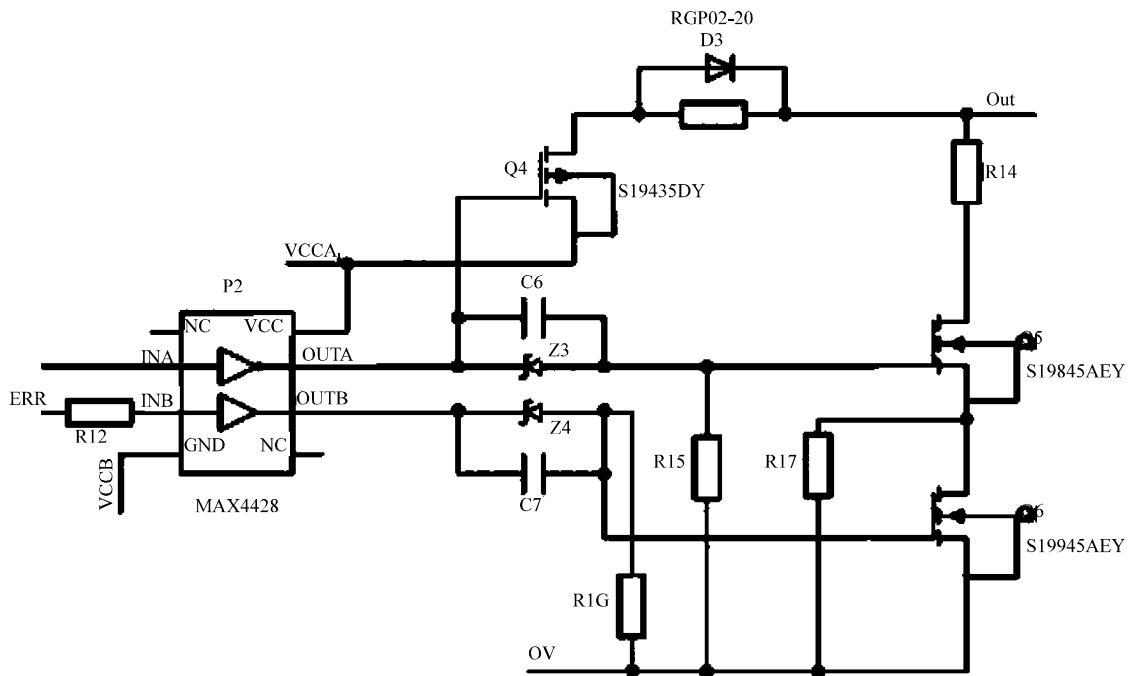 RGP02-20
D3
Out
Q4
S19435DY
R14
VCCA
P2
C6
NC
VCC
INA
OUTA
Z3
Q5
S19845AEY
ERR
INB
OUTB
R12
Z4
GND
NC
R15
R17
VCCB
C7
MAX4428
Q6
S19945AEY
R1G
OV